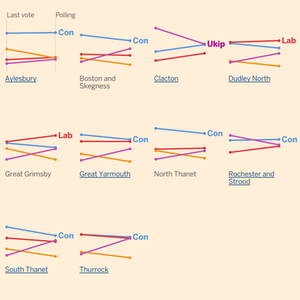 Last vote Polling
Con
Con
Ukip
Lab
Aylesbury
Boston and
Skegness
Clacton
Dudley North
Lab
Con
Con
Con
Great Grimsby
Great Yarmouth
North Thanet
Rochester and
Strood
Con
Con
South Thanet
Thurrock